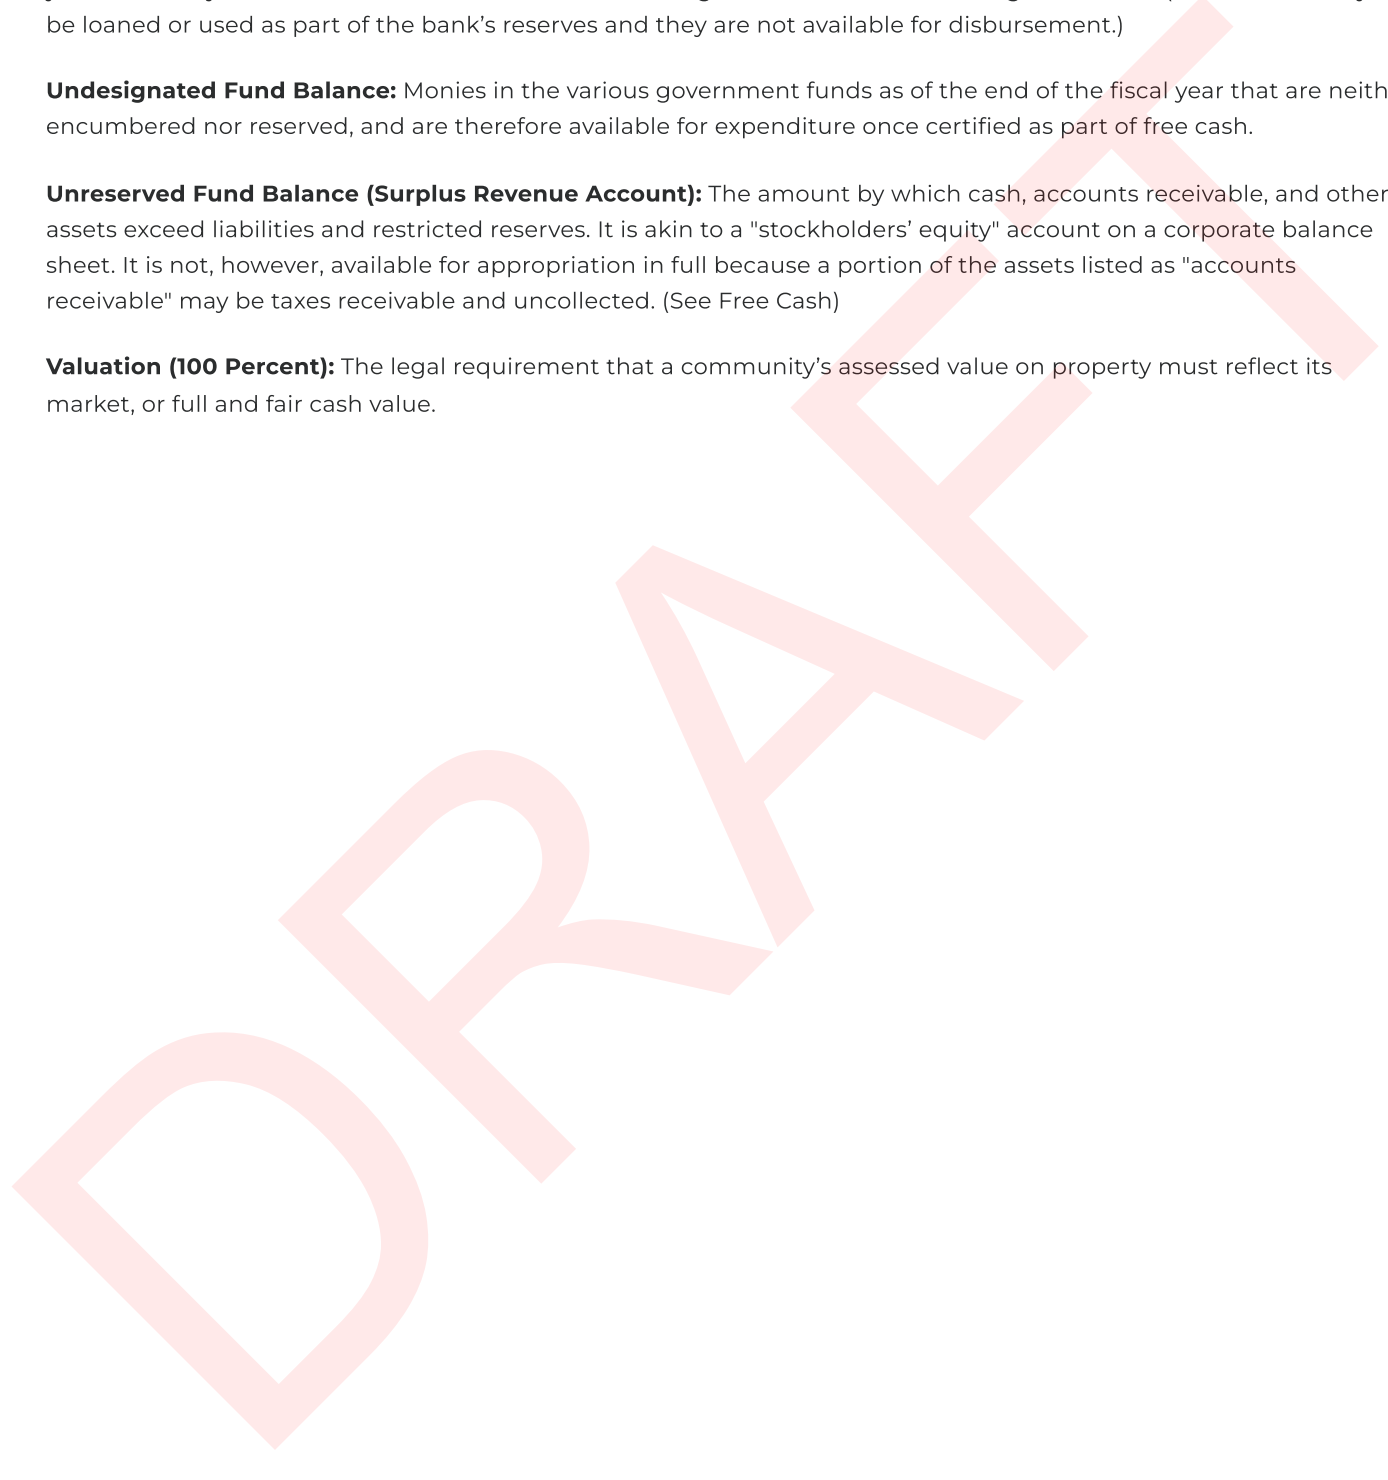 be loaned or used as part of the bank’s reserves and they are not available for disbursement.)
Undesignated Fund Balance: Monies in the various government funds as of the end of the fiscal year that are neith
encumbered nor reserved, and are therefore available for expenditure once certified as part of free cash.
Unreserved Fund Balance (Surplus Revenue Account): The amount by which cash, accounts receivable, and other
assets exceed liabilities and restricted reserves. It is akin to a "stockholders’ equity" account on a corporate balance
sheet. It is not, however, available for appropriation in full because a portion of the assets listed as "accounts
receivable" may be taxes receivable and uncollected. (See Free Cash)
Valuation (100 Percent): The legal requirement that a community’s assessed value on property must reflect its
market, or full and fair cash value.
DRAFT